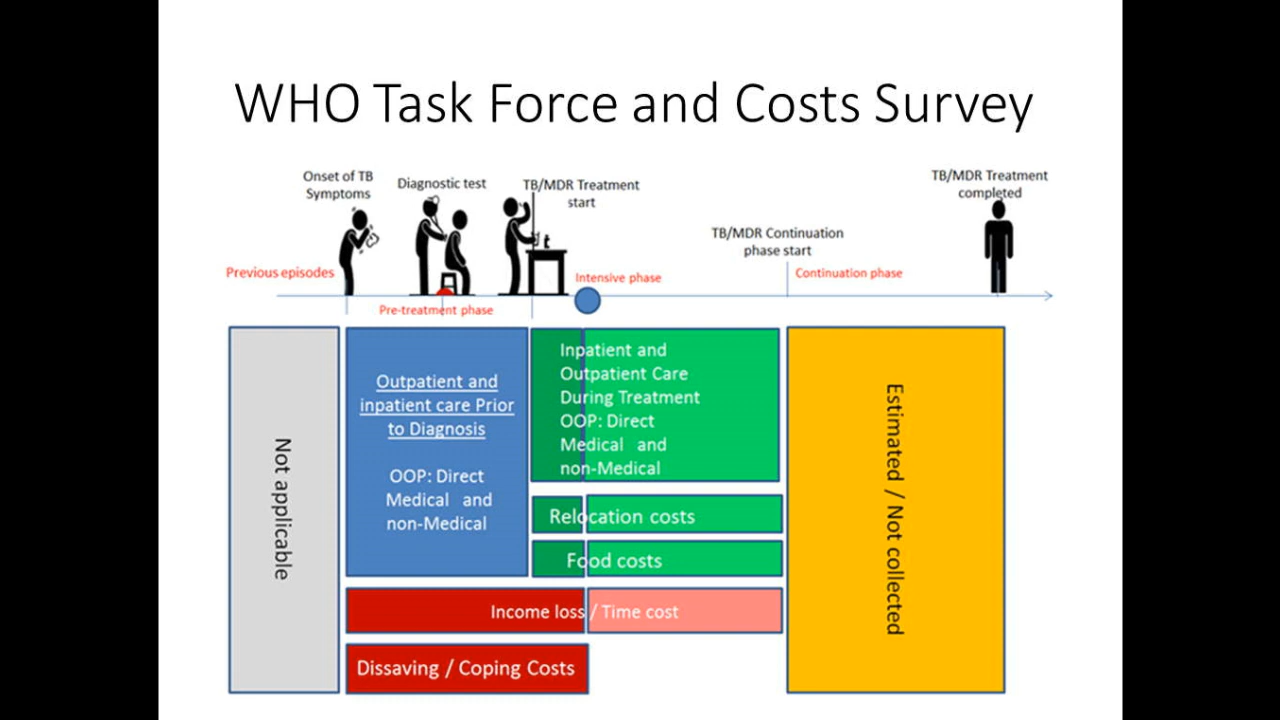 WHO Task Force and Costs Survey
Onset of TB
Symptoms
Diagnostic test
TB/MDR Treatment
start
TB/MDR Treatment
completed
TB/MDR Continuation
phase start
Previous episodes
Pre-treatment phase
Intensive phase
Continuation phase
Not applicable
Outpatient and
inpatient care Prior
to Diagnosis
OOP: Direct
Medical and
non-Medical
Inpatient and
Outpatient Care
During Treatment
OOP: Direct
Medical and
non-Medical
Relocation costs
Food costs
Income loss / Time cost
Dissaving / Coping Costs
Estimated / Not collected